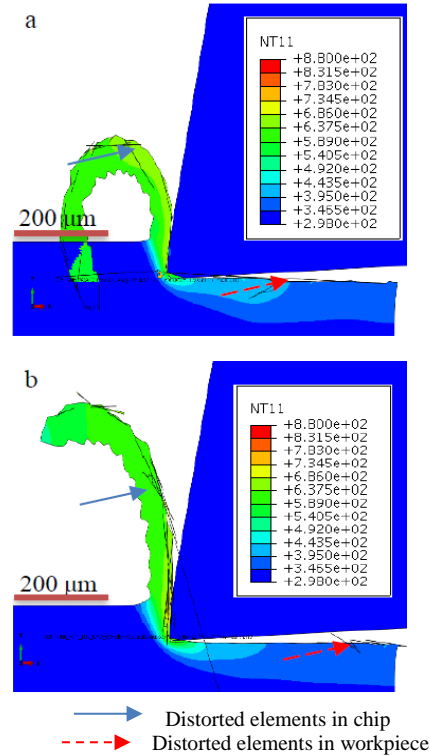 a
NT11
+8.800e+02
+8.315e+02
+7.830e+02
+7.345e+02
+6.860e+02
+6.375e+02
+5.890e+02
+5.405e+02
+4.920e+02
+4.435e+02
+3.950e+02
+3.465e+02
+2.980e+02
200 μm
b
NT11
+8.800e+02
+8.315e+02
+7.830e+02
+7.345e+02
+6.860e+02
+6.375e+02
+5.890e+02
+5.405e+02
+4.920e+02
+4.435e+02
+3.950e+02
+3.465e+02
+2.980e+02
200 μm
Distorted elements in chip
Distorted elements in workpiece